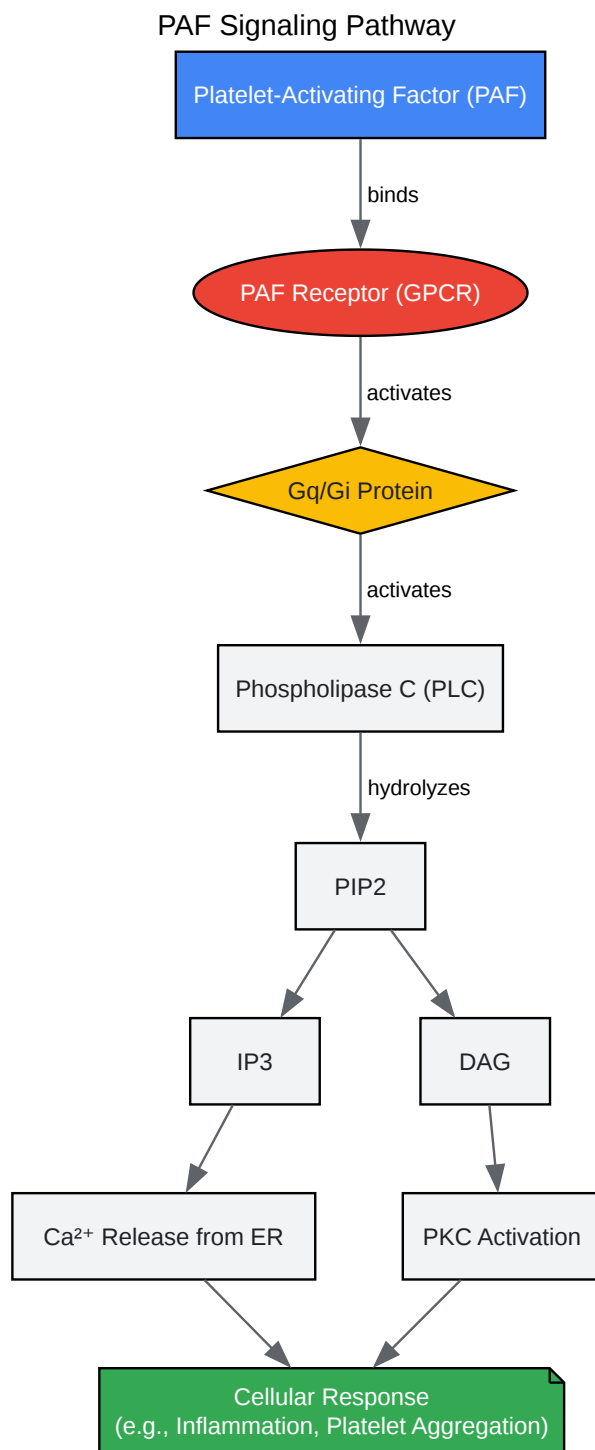 PAF Signaling Pathway
Platelet-Activating Factor (PAF)
binds
PAF Receptor (GPCR)
activates
Gq/Gi Protein
activates
Phospholipase C (PLC)
hydrolyzes
PIP2
IP3
DAG
Ca²⁺ Release from ER
PKC Activation
Cellular Response
(e.g., Inflammation, Platelet Aggregation)